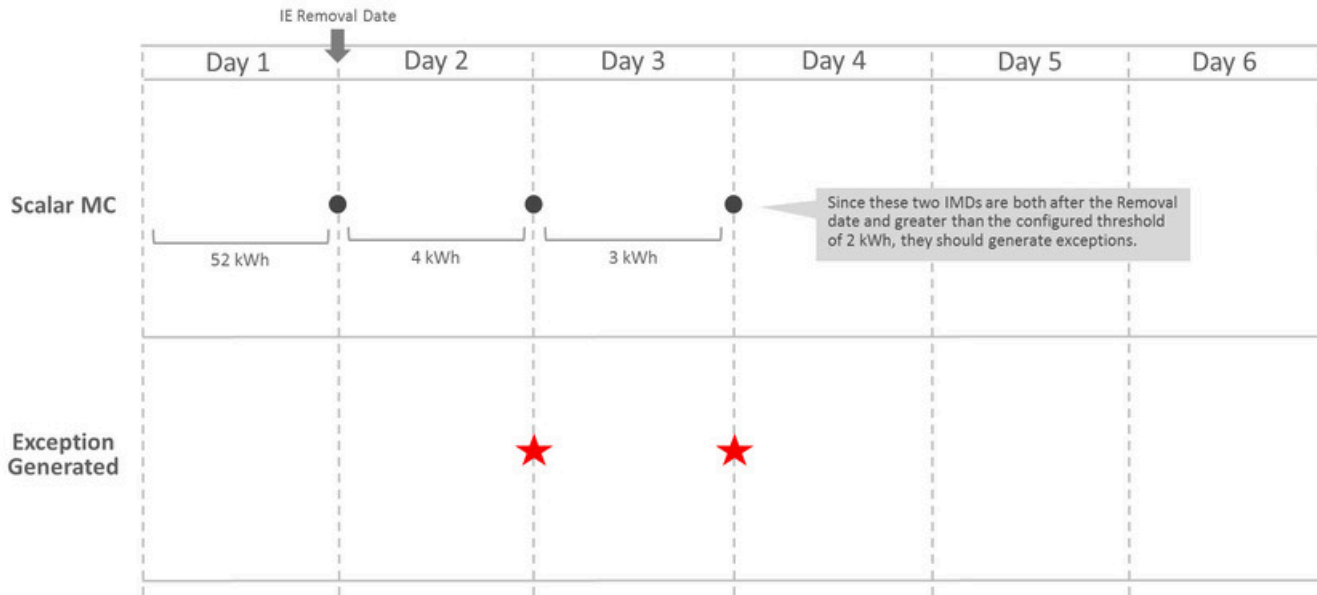 IE Removal Date
Day 1
Day 2
Day 3
Day 4
Day 5
Day 6
Scalar MC
Since these two IMDs are both after the Removal
date and greater than the configured threshold
of 2 kWh, they should generate exceptions.
52 kWh
4 kWh
3 kWh
Exception
Generated